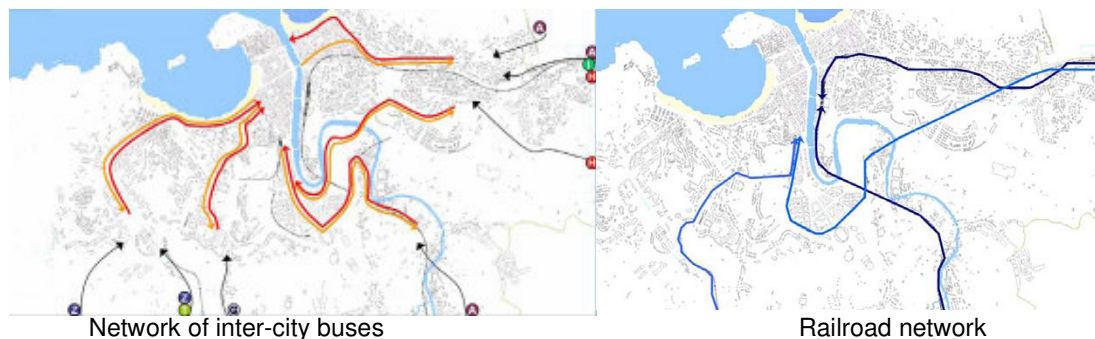 A
A
T
H
H
Z
Z
G
A
Network of inter-city buses
Railroad network